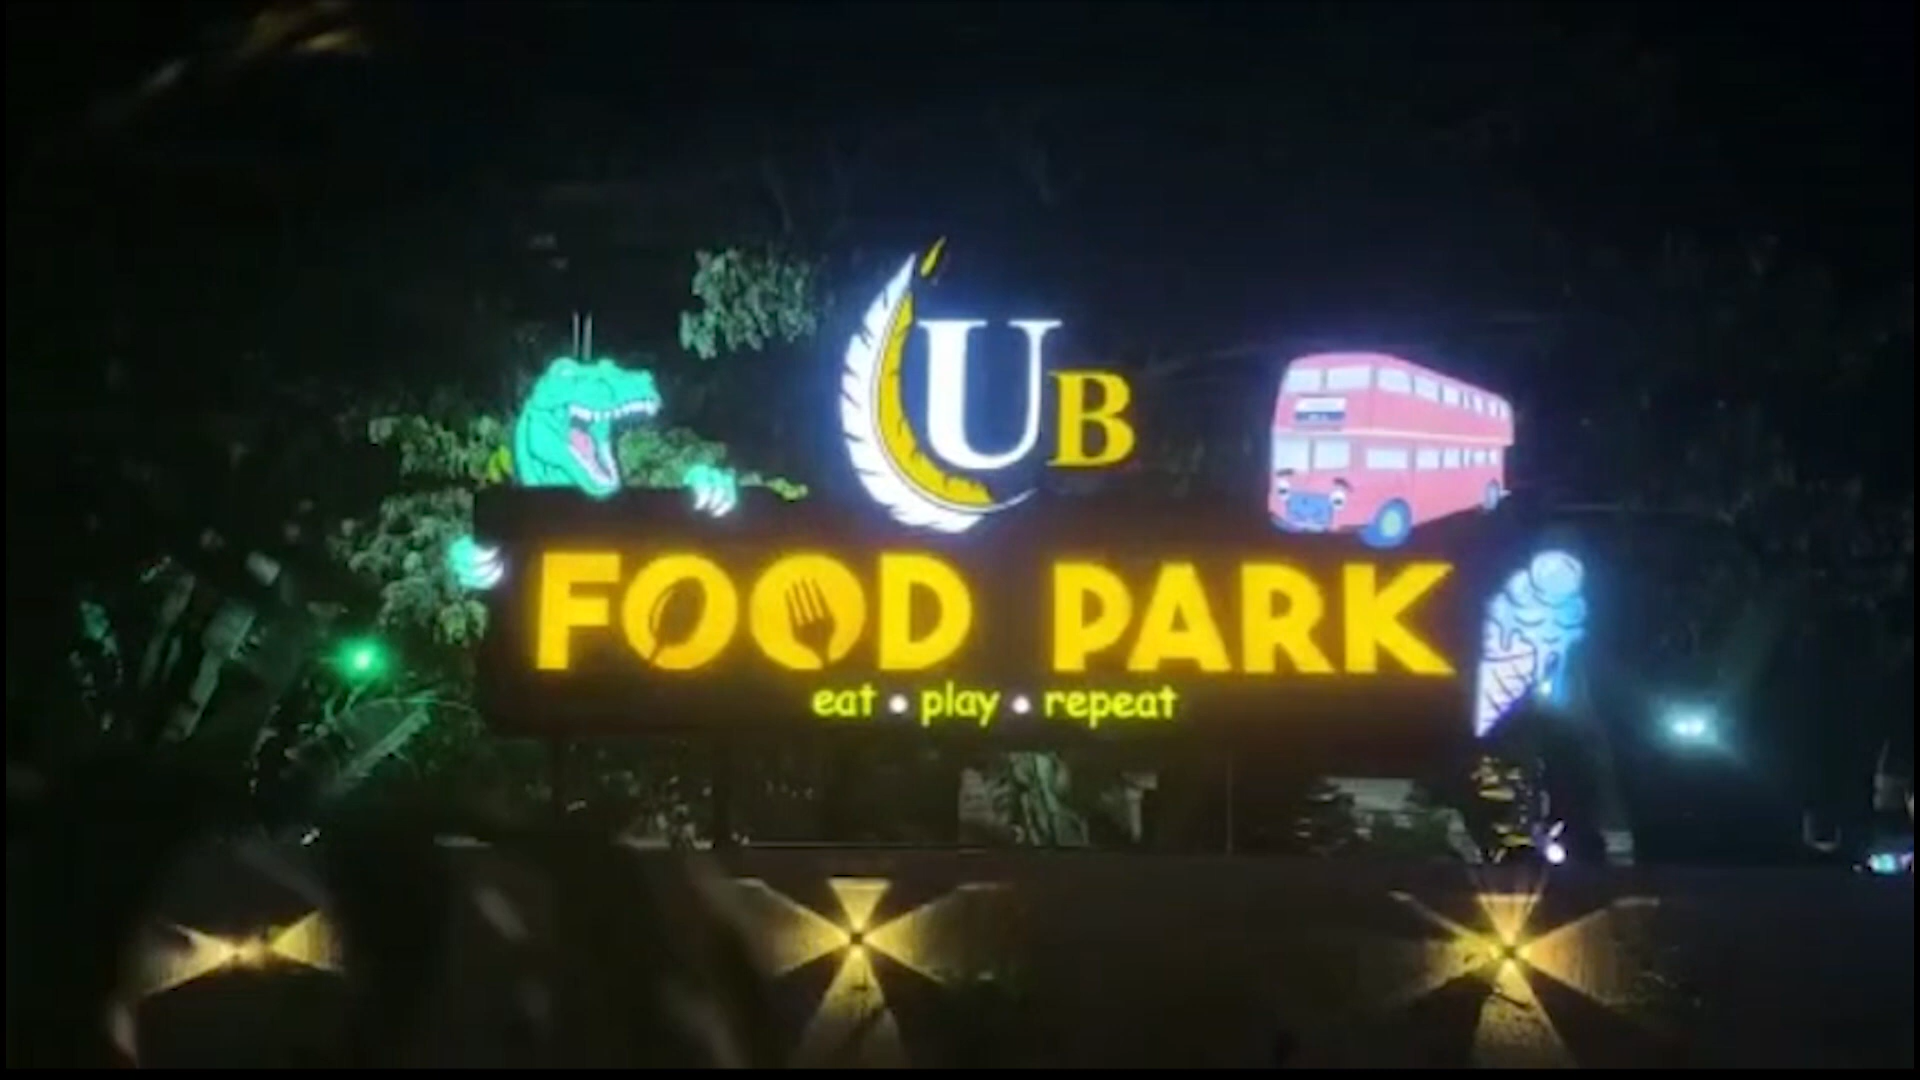 UB
FOOD PARK
eat • play • repeat